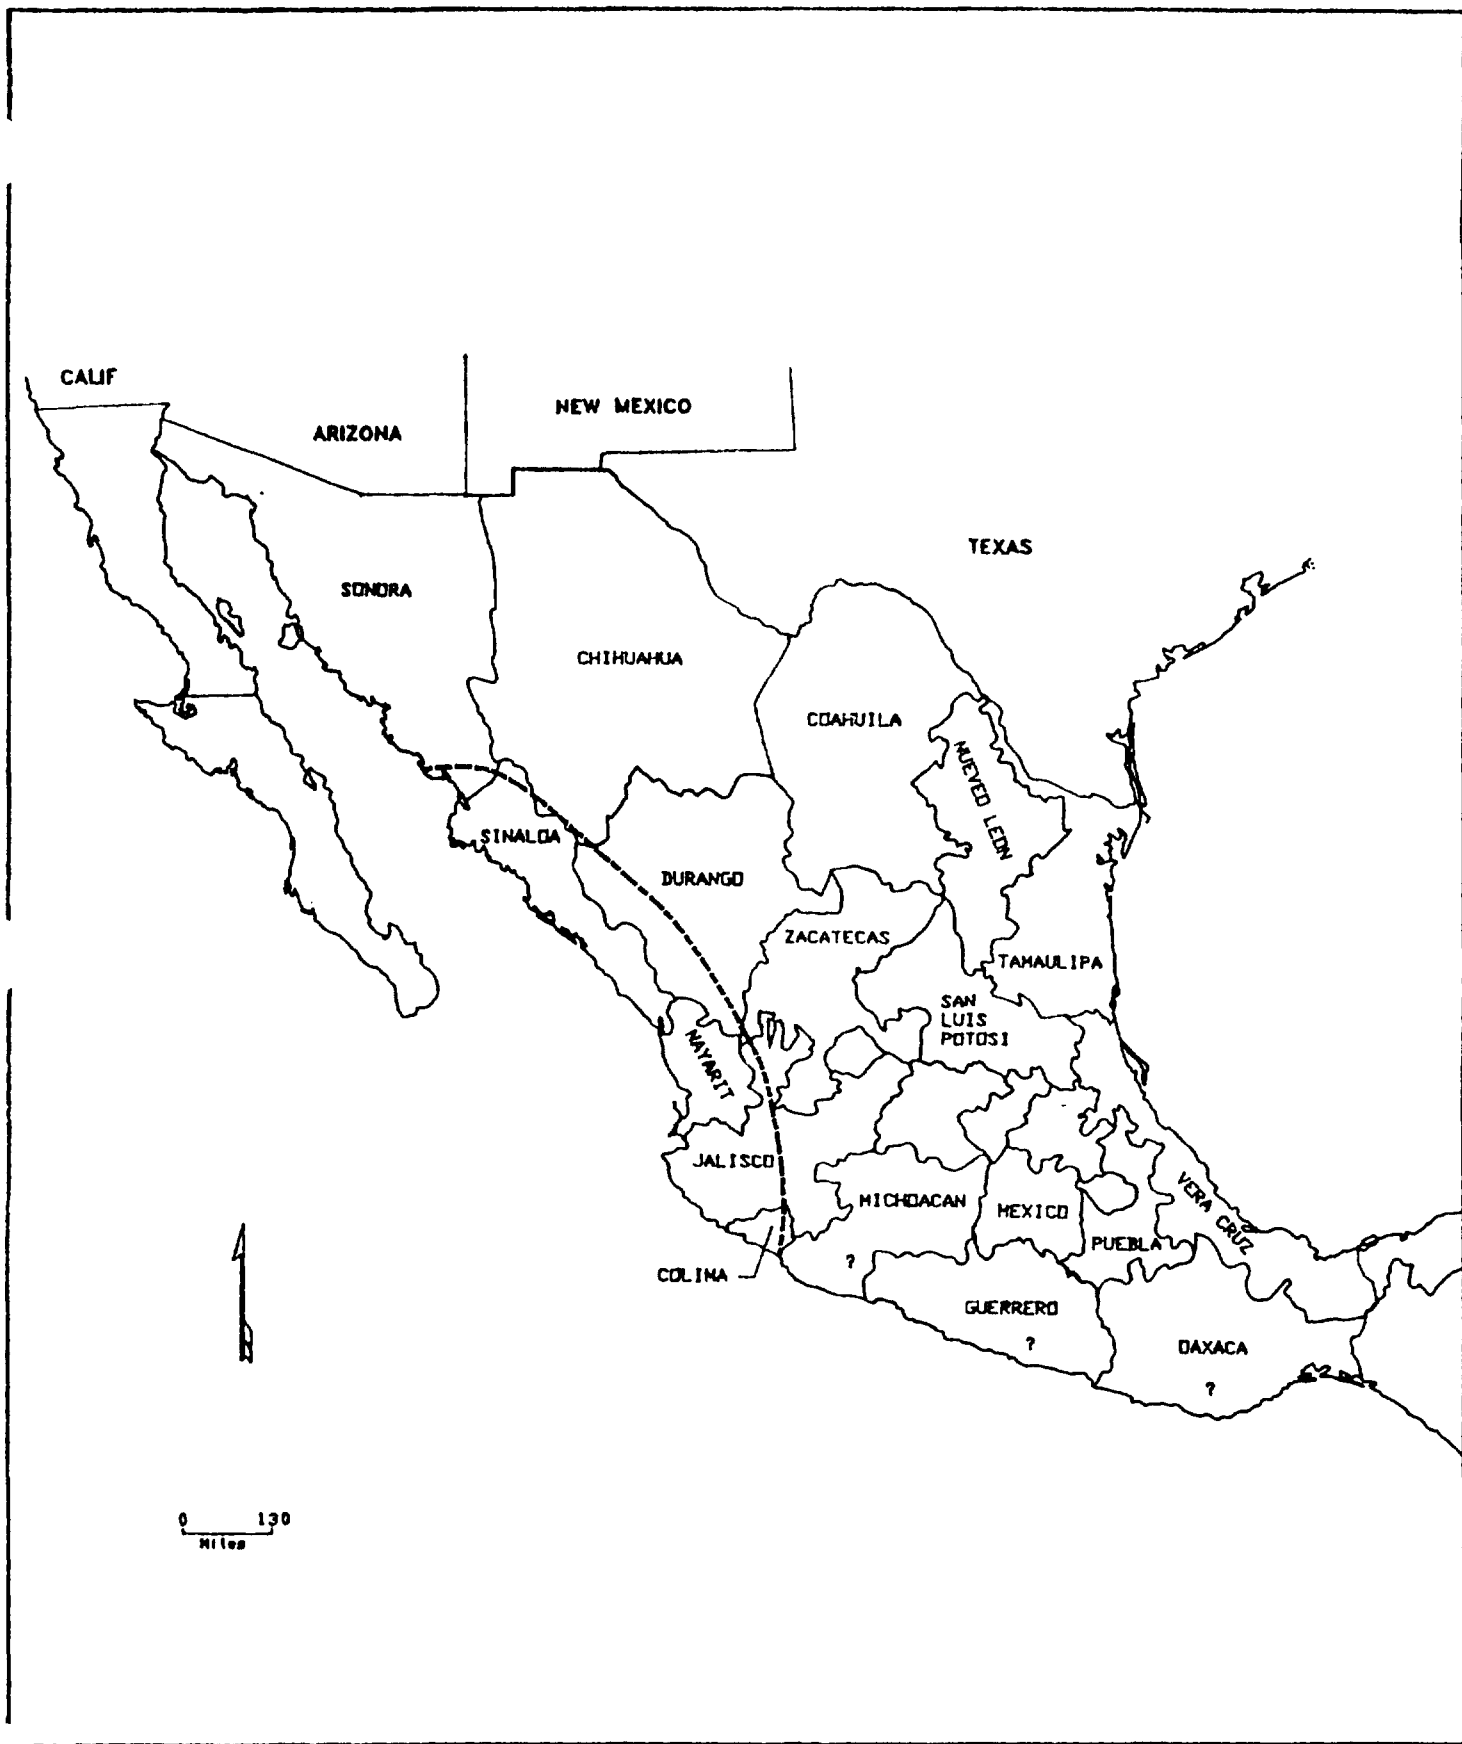 CALIF
NEW MEXICO
ARIZONA
TEXAS
SONORA
CHIHUAHUA
COAHUILA
NUEVEO LEON
SINALOA
DURANGO
ZACATECAS
TAMAULIPA
SAN
LUIS
POTOSI
NAYARIT
JALISCO
MICHOACAN
MEXICO
VERA CRUZ
PUEBLA
?
COLIMA
GUERRERO
?
OAXACA
?
0 130
Miles